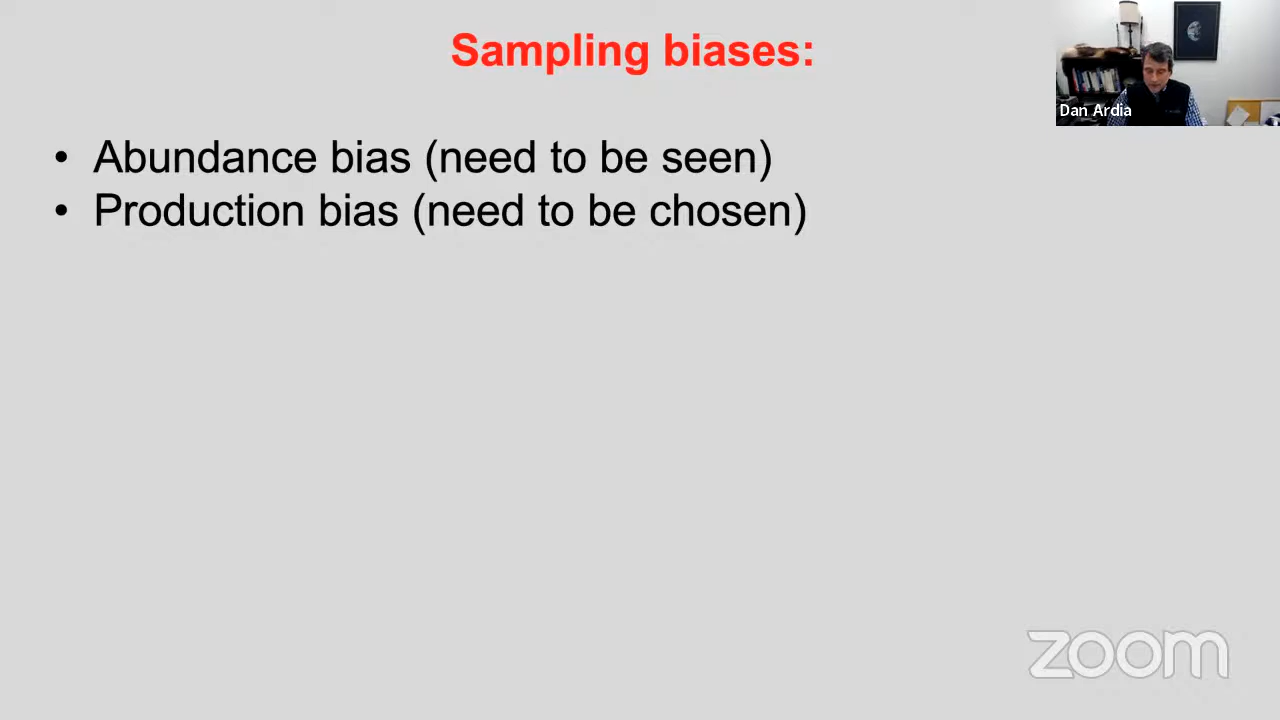 Sampling biases:
Dan Ardia
• Abundance bias (need to be seen)
• Production bias (need to be chosen)
zoom